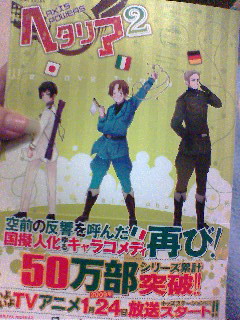 AXIS POWERS
ヘタリア2
空前の反響を呼んだ
国擬人化キャラコメディ
再び!
50万部
シリーズ累計
突破!!
TVアニメ
1.24
放送スタート!!